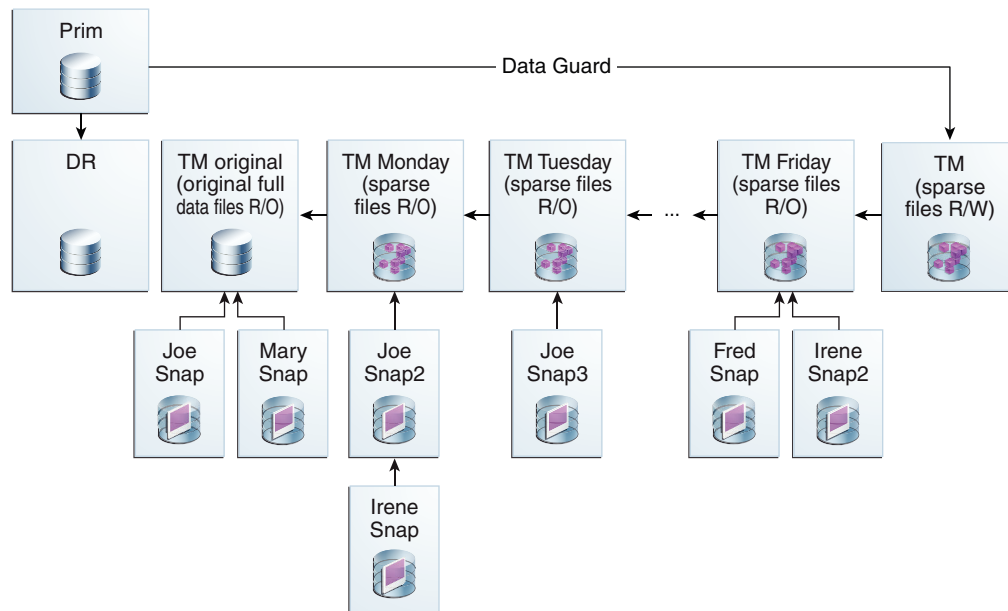 Prim
Data Guard
DR
TM original
(original full
data files R/O)
TM Monday
(sparse
files R/O)
TM Tuesday
(sparse files
R/O)
...
TM Friday
(sparse files
R/O)
TM
(sparse
files R/W)
Joe
Snap
Mary
Snap
Joe
Snap2
Joe
Snap3
Fred
Snap
Irene
Snap2
Irene
Snap